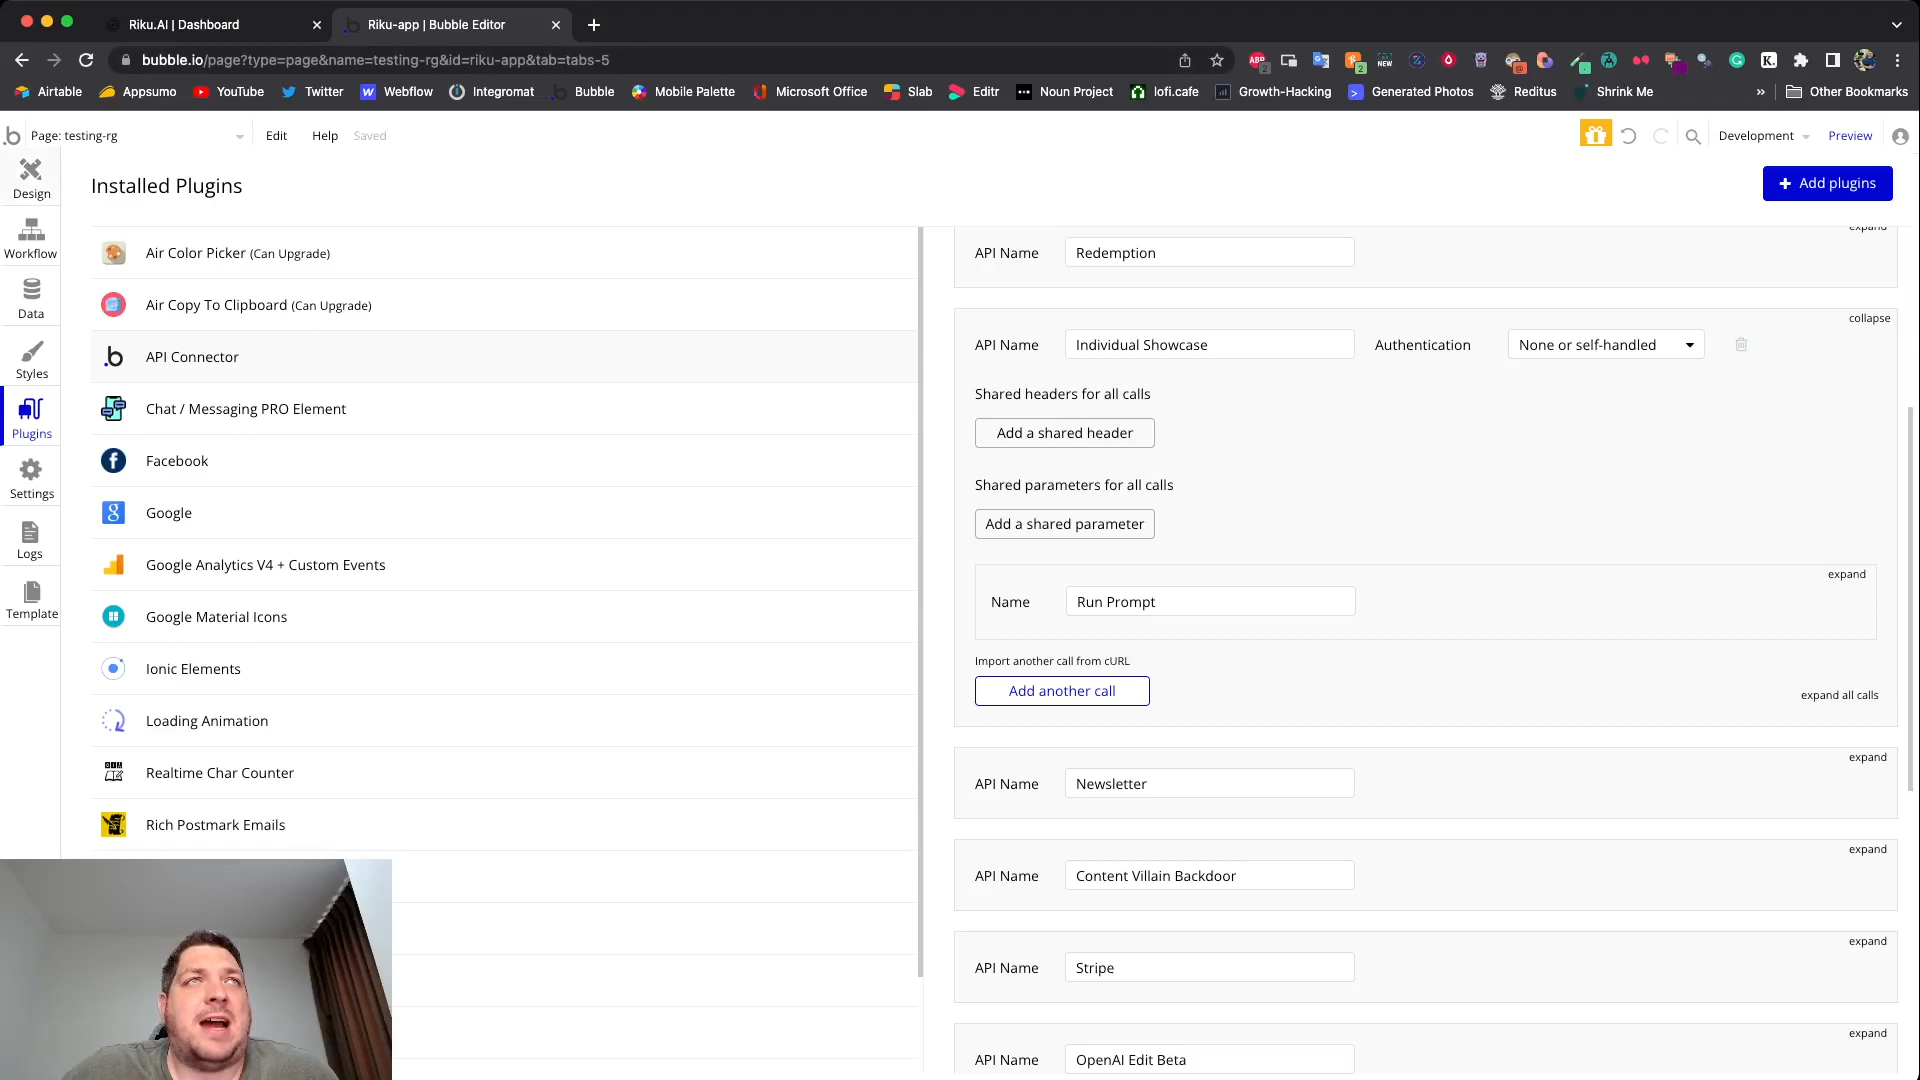 Riku.AI | Dashboard
Riku-app | Bubble Editor
bubble.io/page?type=page&name=testing-rg&id=riku-app&tab=tabs-5
ABP
2
2
NEW
K.
Airtable
Appsumo
YouTube
Twitter
Webflow
Integromat
Bubble
Mobile Palette
Microsoft Office
Slab
Editr
Noun Project
lofi.cafe
Growth-Hacking
Generated Photos
Reditus
Shrink Me
»
Other Bookmarks
Page: testing-rg
Edit
Help
Saved
Development
Preview
Design
Workflow
Data
Styles
Plugins
Settings
Logs
Template
Installed Plugins
+ Add plugins
Air Color Picker (Can Upgrade)
Air Copy To Clipboard (Can Upgrade)
API Connector
Chat / Messaging PRO Element
Facebook
Google
Google Analytics V4 + Custom Events
Google Material Icons
Ionic Elements
Loading Animation
Realtime Char Counter
Rich Postmark Emails
expand
API Name
Redemption
collapse
API Name
Individual Showcase
Authentication
None or self-handled
Shared headers for all calls
Add a shared header
Shared parameters for all calls
Add a shared parameter
expand
Name
Run Prompt
Import another call from cURL
Add another call
expand all calls
expand
API Name
Newsletter
expand
API Name
Content Villain Backdoor
expand
API Name
Stripe
expand
API Name
OpenAI Edit Beta